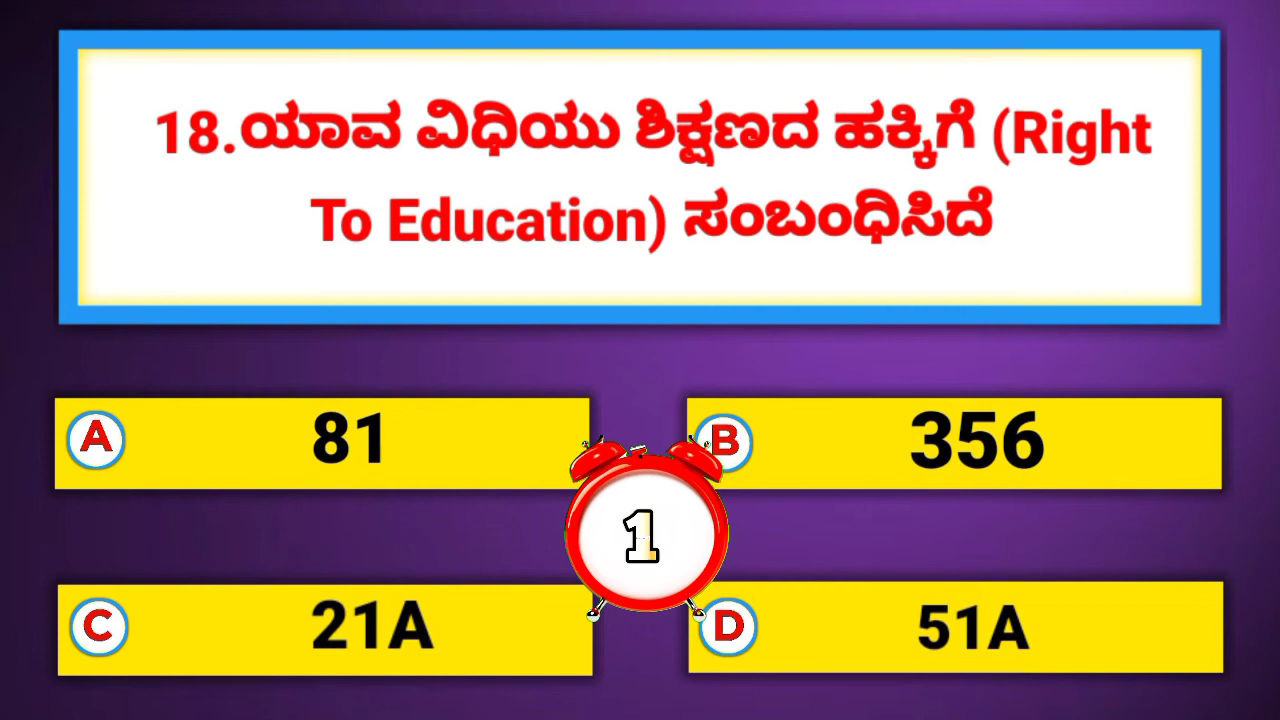 18.ಯಾವ ವಿಧಿಯು ಶಿಕ್ಷಣದ ಹಕ್ಕಿಗೆ (Right
To Education) ಸಂಬಂಧಿಸಿದೆ
A 81
B 356
1
C 21A
D 51A